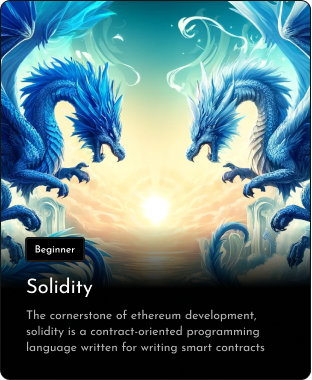 Beginner
Solidity
The cornerstone of ethereum development,
solidity is a contract-oriented programming
language written for writing smart contracts